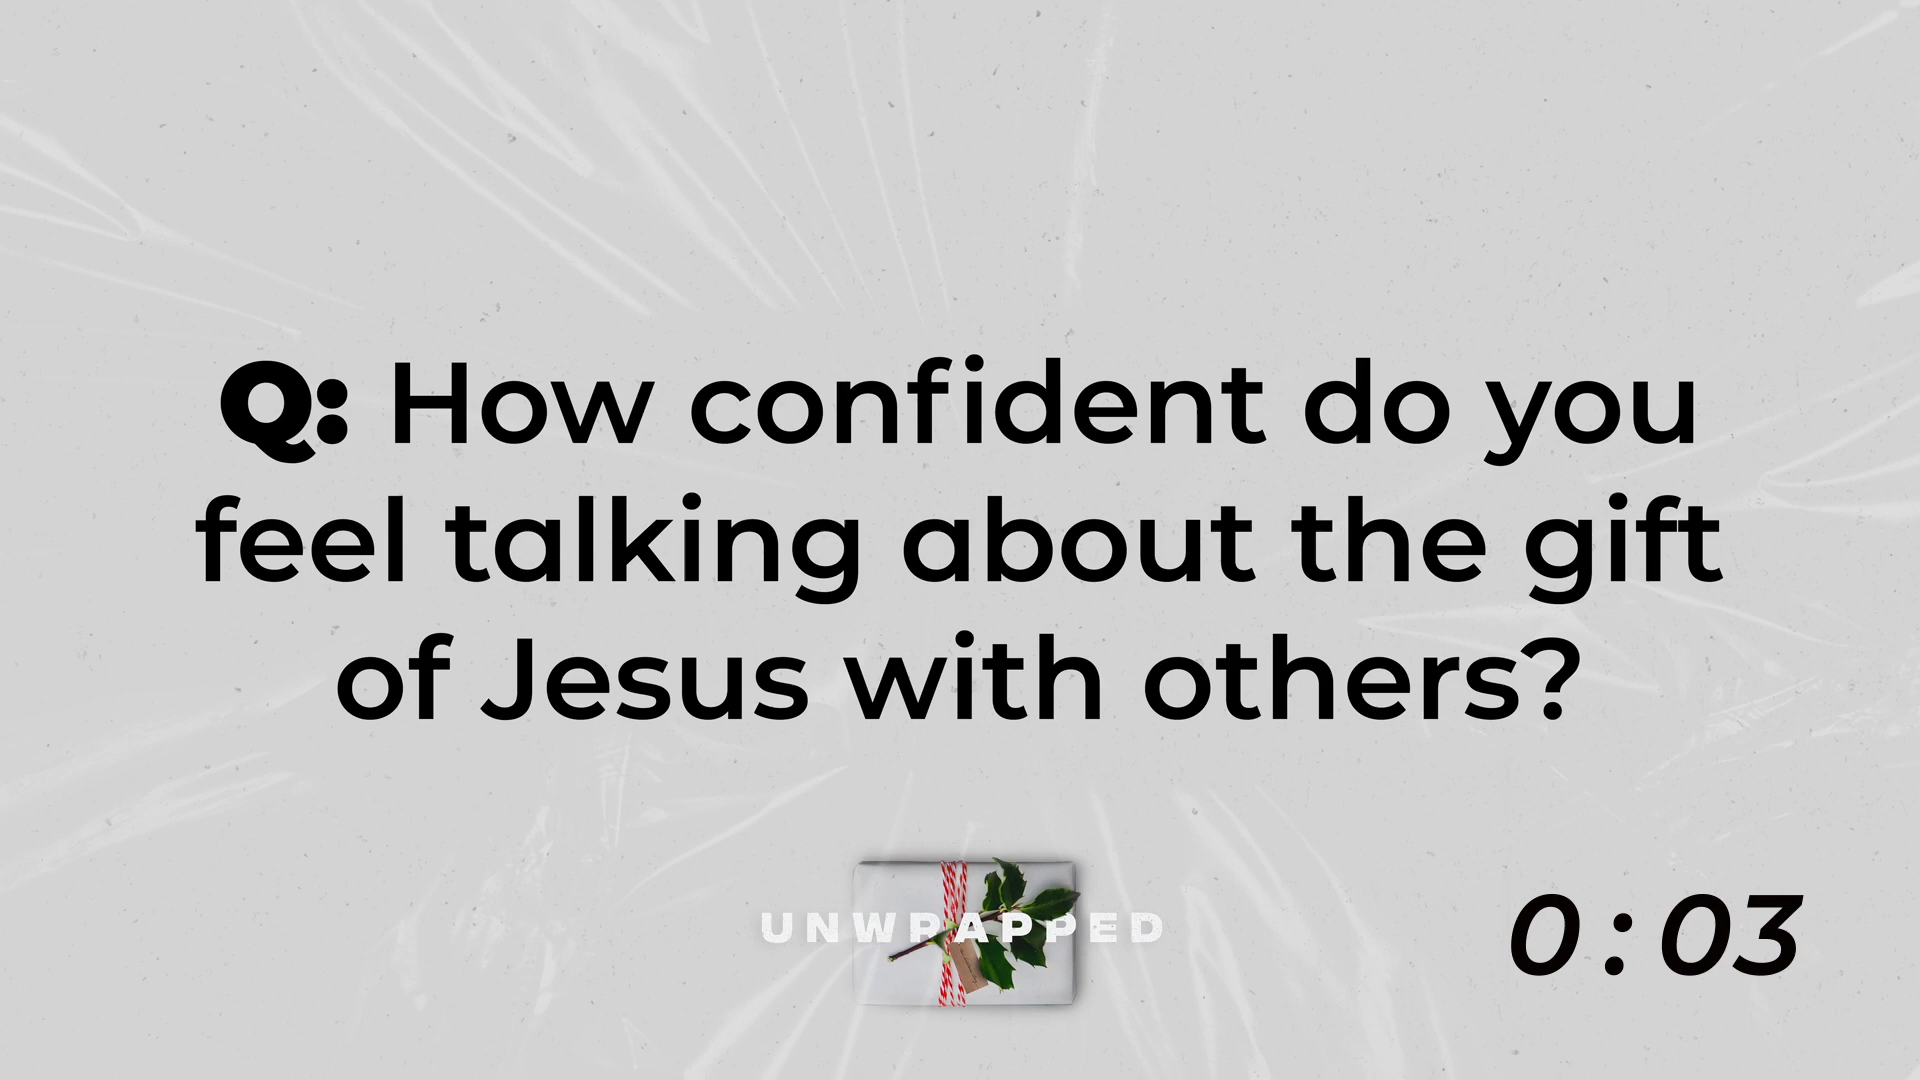 Q: How confident do you
feel talking about the gift
of Jesus with others?
UNWRAPPED
0:03